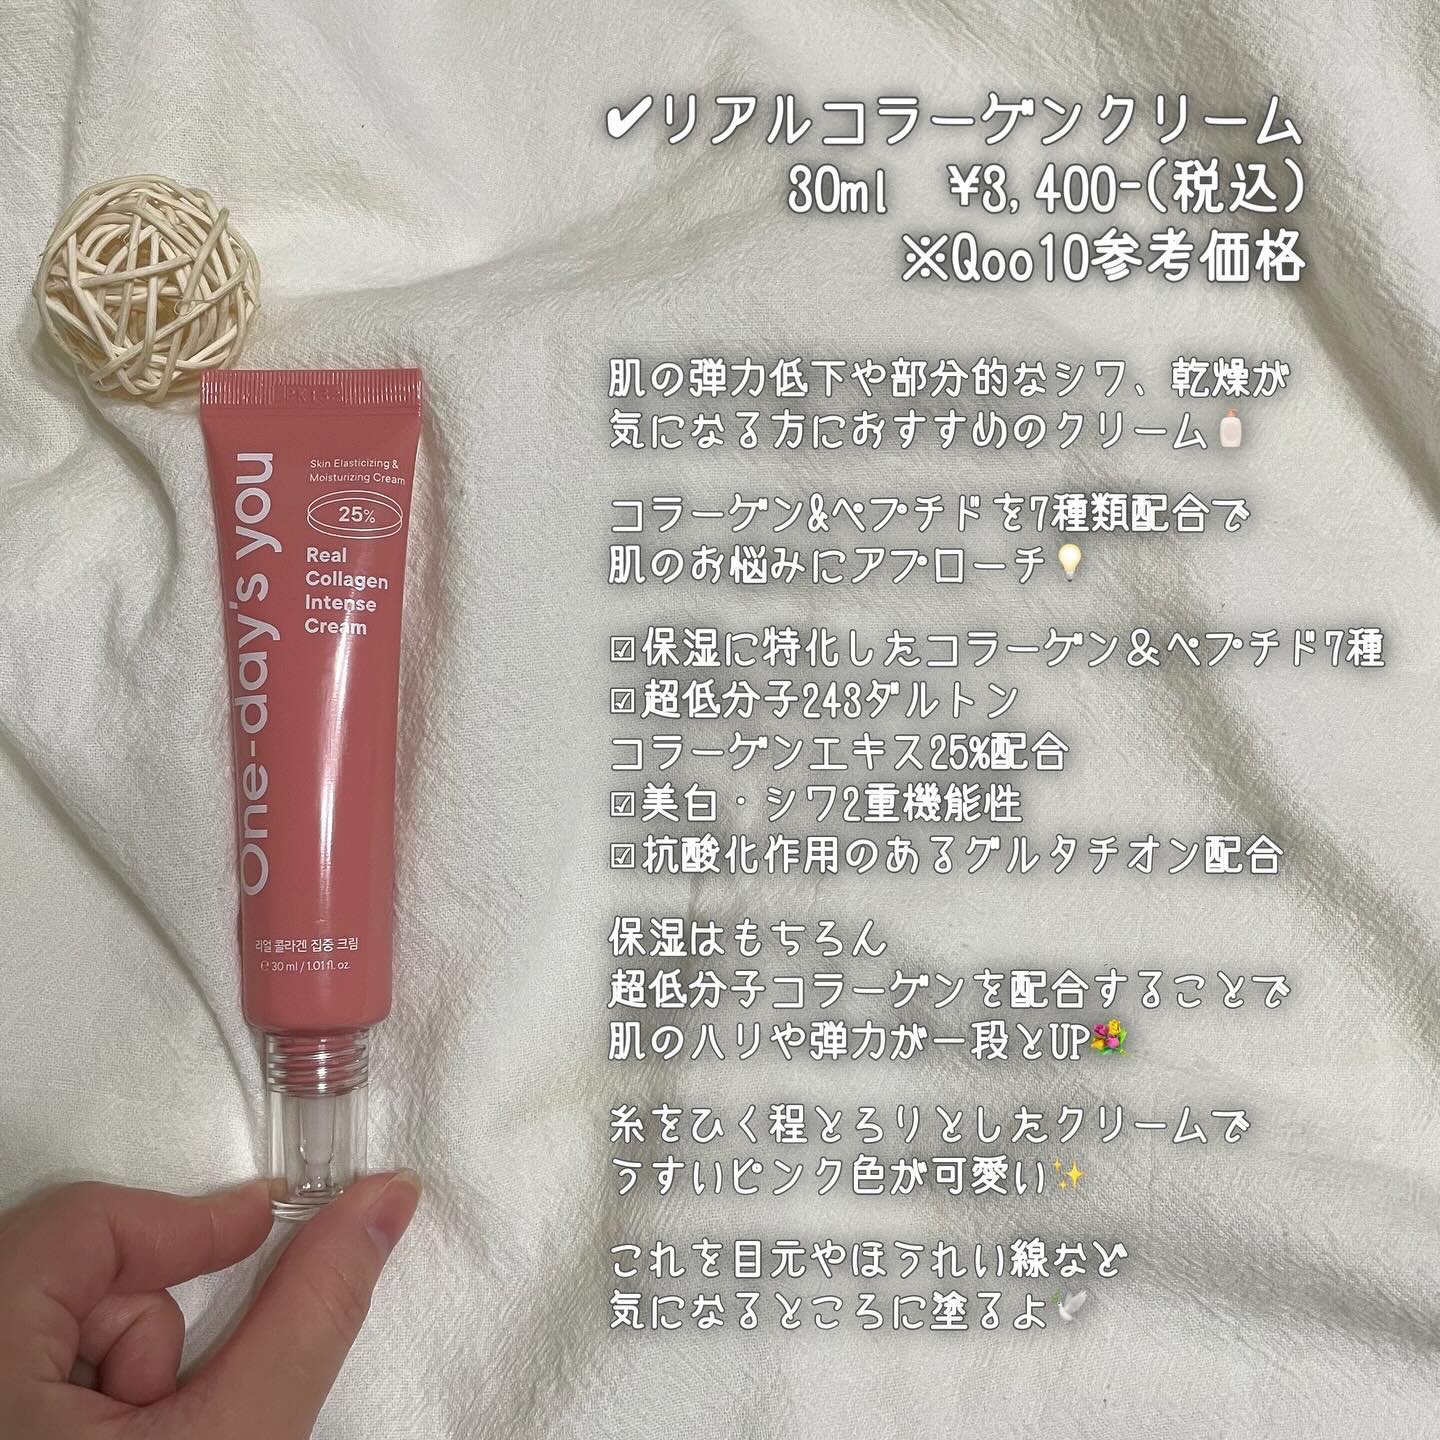 ✔リアルコラーゲンクリーム
30ml ¥3,400-(税込)
※Qoo10参考価格
肌の弾力低下や部分的なシワ、乾燥が
気になる方におすすめのクリーム🧴
コラーゲン&ペプチドを7種類配合で
肌のお悩みにアプローチ💡
☑保湿に特化したコラーゲン&ペプチド7種
☑超低分子243ダルトン
コラーゲンエキス25%配合
☑美白・シワ2重機能性
☑抗酸化作用のあるグルタチオン配合
保湿はもちろん
超低分子コラーゲンを配合することで
肌のハリや弾力が一段とUP💐
糸をひく程とろりとしたクリームで
うすいピンク色が可愛い✨
これを目元やほうれい線など
気になるところに塗るよ🕊
One-day's you
Skin Elasticizing &
Moisturizing Cream
25%
Real
Collagen
Intense
Cream
리얼 콜라겐 집중 크림
℮ 30 ml / 1.01 fl. oz.